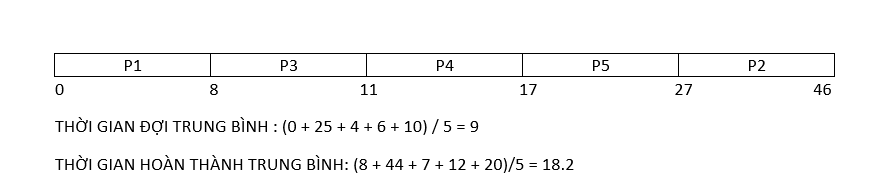 P1 P3 P4 P5 P2
0 8 11 17 27 46
THỜI GIAN ĐỢI TRUNG BÌNH : (0 + 25 + 4 + 6 + 10) / 5 = 9
THỜI GIAN HOÀN THÀNH TRUNG BÌNH: (8 + 44 + 7 + 12 + 20)/5 = 18.2